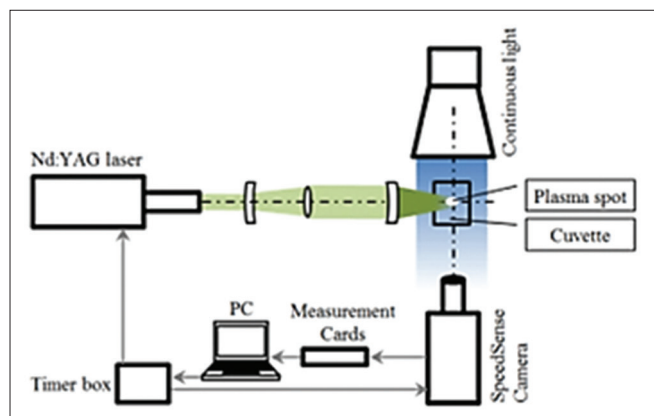 Continuous light
Nd:YAG laser
Plasma spot
Cuvette
PC
Measurement
Cards
Timer box
SpeedSense
Camera